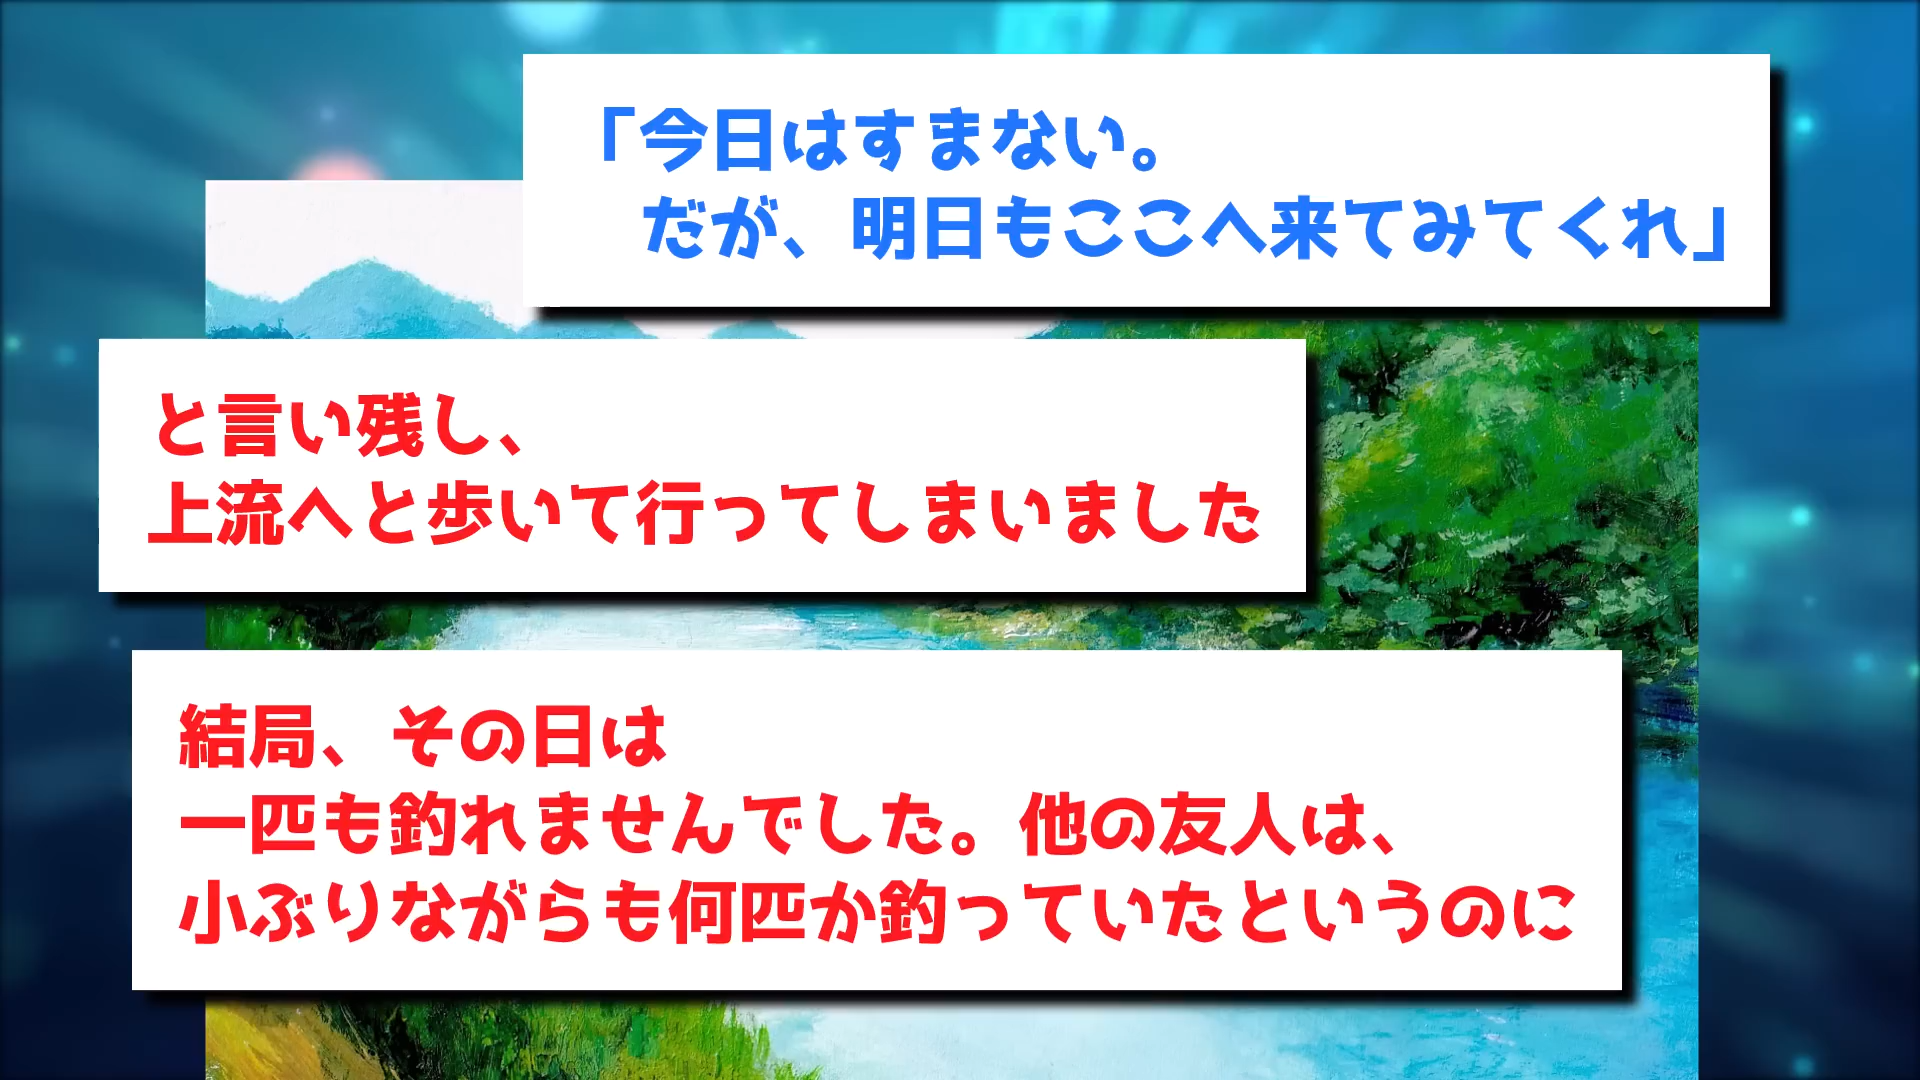 「今日はすまない。
だが、明日もここへ来てみてくれ」
と言い残し、
上流へと歩いて行ってしまいました
結局、その日は
一匹も釣れませんでした。他の友人は、
小ぶりながらも何匹か釣っていたというのに